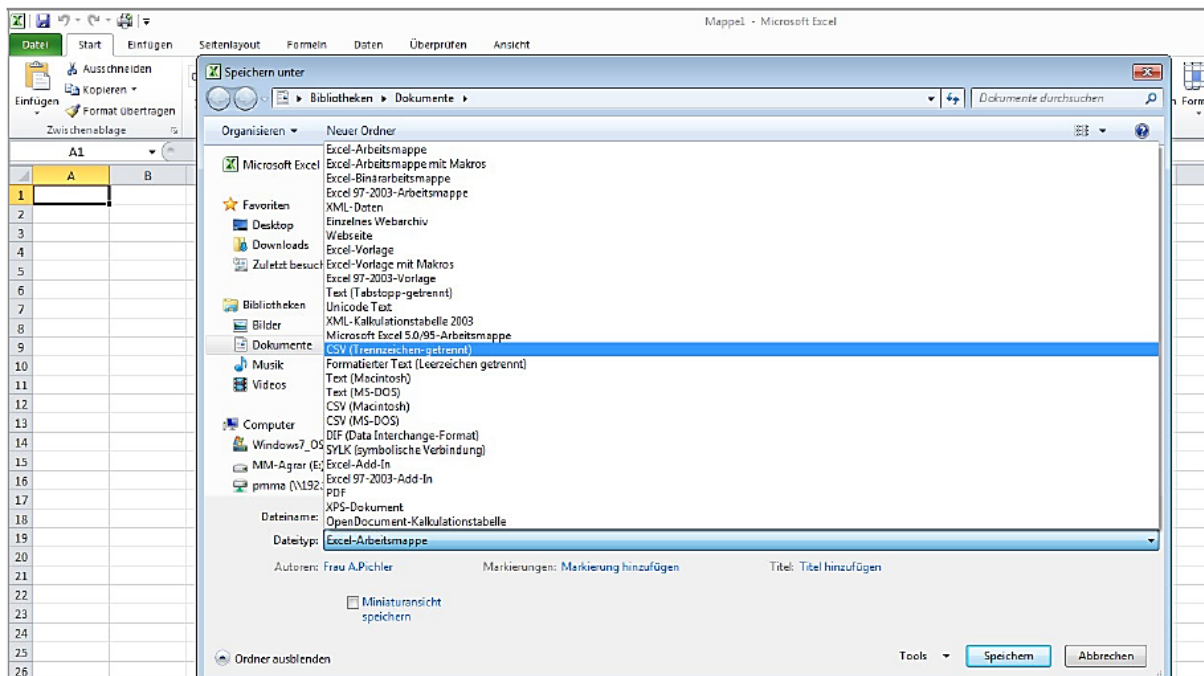 Mappe1 - Microsoft Excel
Datei Start Einfügen Seitenlayout Formeln Daten Überprüfen Ansicht
Ausschneiden
Kopieren
Einfügen
Format übertragen
Zwischenablage
Form
A1
A B
1
2
3
4
5
6
7
8
9
10
11
12
13
14
15
16
17
18
19
20
21
22
23
24
25
26
Speichern unter
Bibliotheken Dokumente
Dokumente durchsuchen
Organisieren Neuer Ordner
Microsoft Excel
Favoriten
Desktop
Downloads
Zuletzt besuch
Bibliotheken
Bilder
Dokumente
Musik
Videos
Computer
Windows7_OS
MM-Agrar (E:
pmma (\\192.
Excel-Arbeitsmappe
Excel-Arbeitsmappe mit Makros
Excel-Binärarbeitsmappe
Excel 97-2003-Arbeitsmappe
XML-Daten
Einzelnes Webarchiv
Webseite
Excel-Vorlage
Excel-Vorlage mit Makros
Excel 97-2003-Vorlage
Text (Tabstopp-getrennt)
Unicode Text
XML-Kalkulationstabelle 2003
Microsoft Excel 5.0/95-Arbeitsmappe
CSV (Trennzeichen-getrennt)
Formatierter Text (Leerzeichen getrennt)
Text (Macintosh)
Text (MS-DOS)
CSV (Macintosh)
CSV (MS-DOS)
DIF (Data Interchange-Format)
SYLK (symbolische Verbindung)
Excel-Add-In
Excel 97-2003-Add-In
PDF
XPS-Dokument
OpenDocument-Kalkulationstabelle
Dateiname:
Dateityp: Excel-Arbeitsmappe
Autoren: Frau A.Pichler Markierungen: Markierung hinzufügen Titel: Titel hinzufügen
Miniaturansicht
speichern
Ordner ausblenden
Tools Speichern Abbrechen